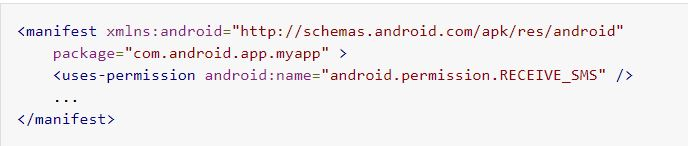 <manifest xmlns:android="http://schemas.android.com/apk/res/android"
    package="com.android.app.myapp" >
    <uses-permission android:name="android.permission.RECEIVE_SMS" />
    ...
</manifest>